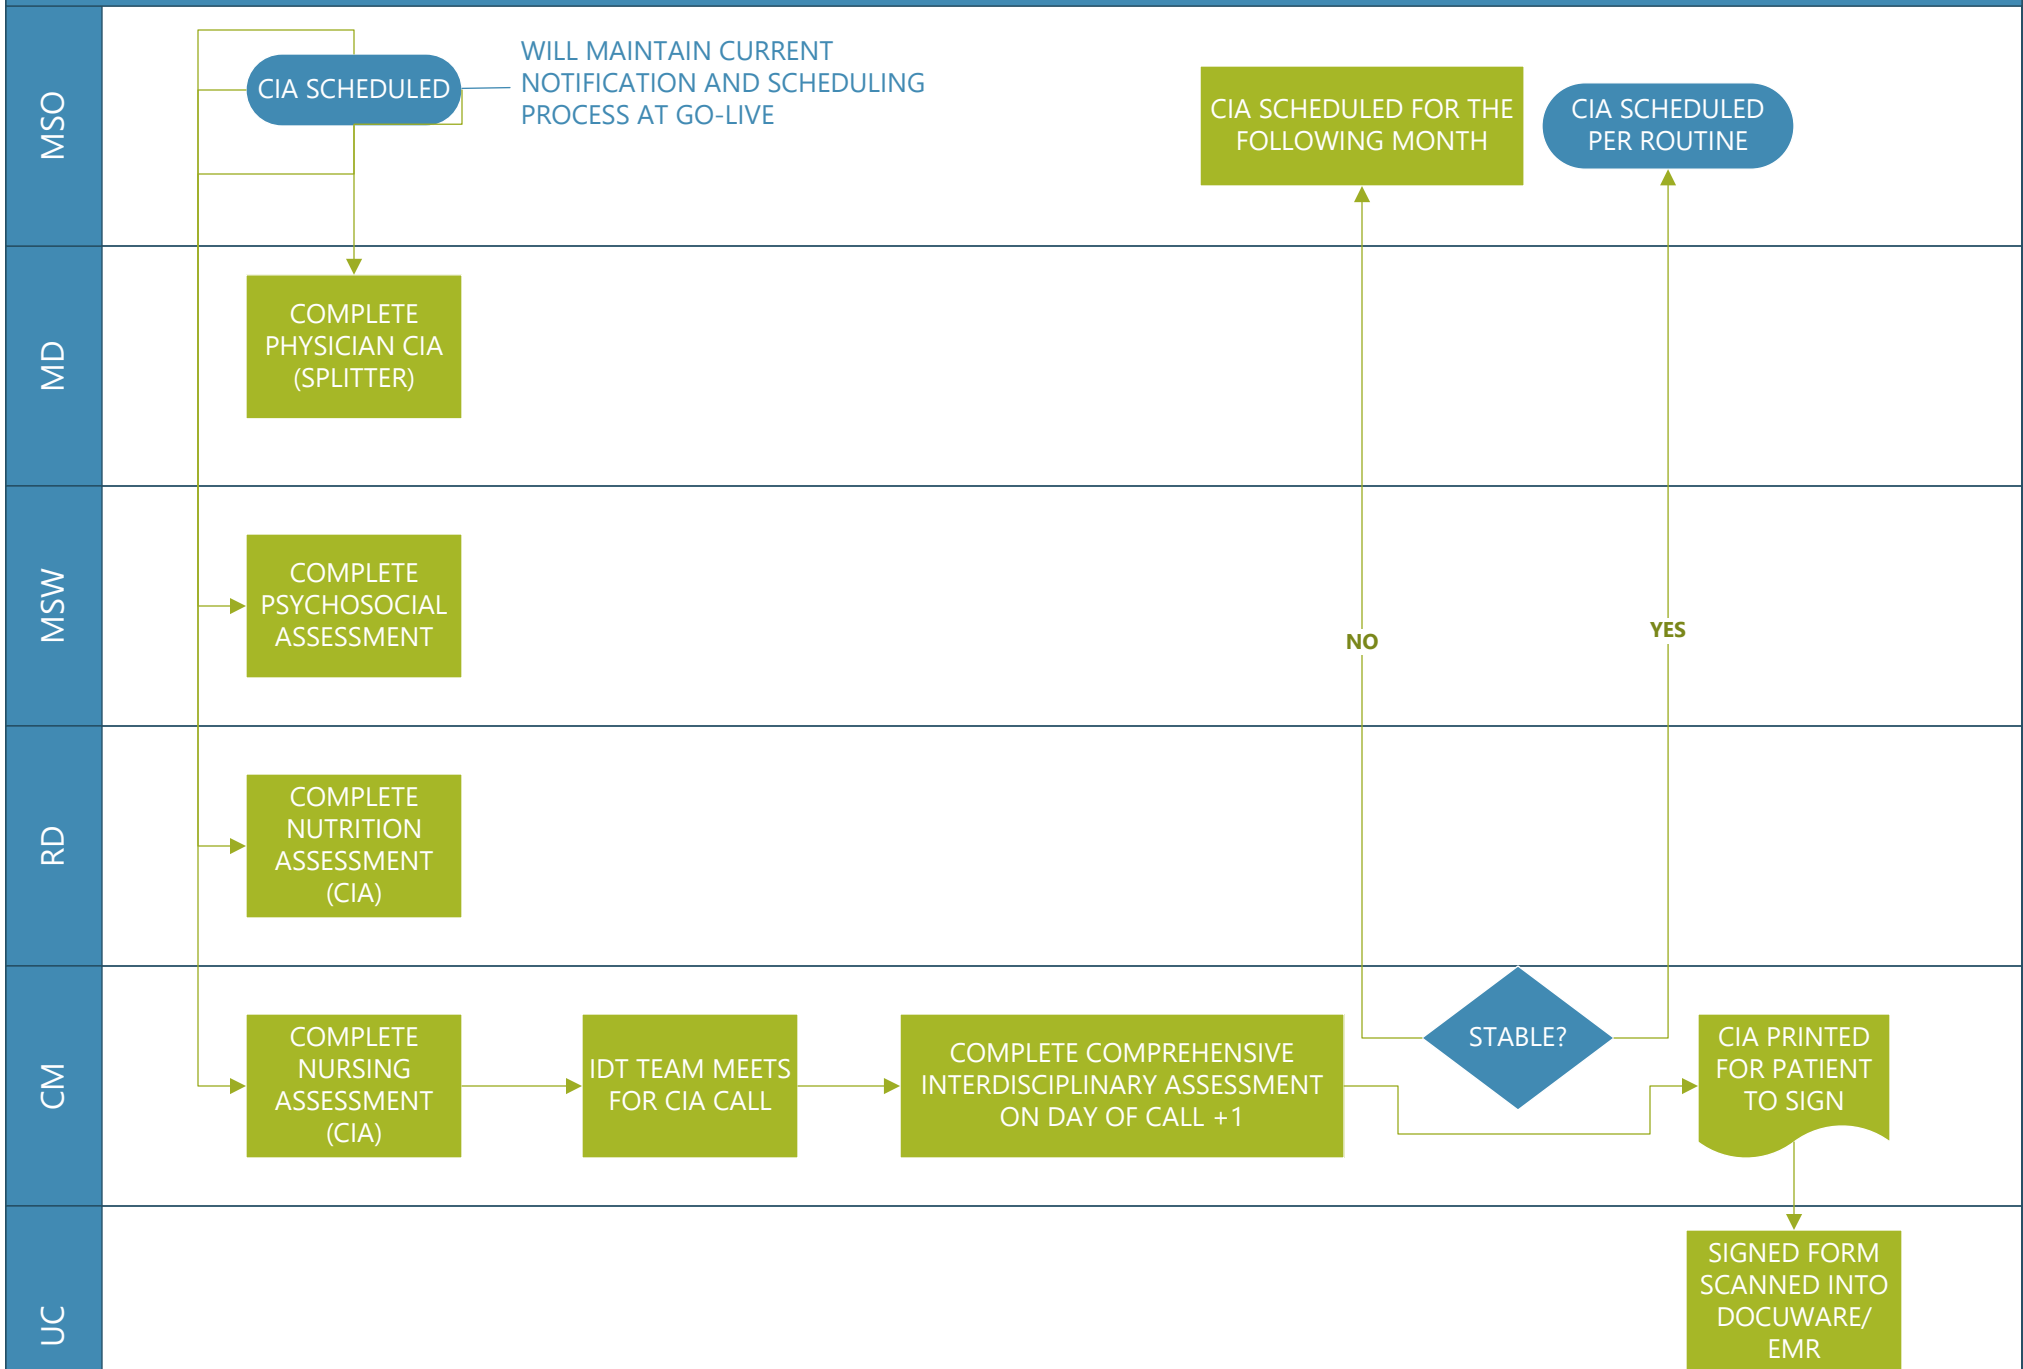 MSO
CIA SCHEDULED
WILL MAINTAIN CURRENT
NOTIFICATION AND SCHEDULING
PROCESS AT GO-LIVE
CIA SCHEDULED FOR THE
FOLLOWING MONTH
CIA SCHEDULED
PER ROUTINE
MD
COMPLETE
PHYSICIAN CIA
(SPLITTER)
MSW
COMPLETE
PSYCHOSOCIAL
ASSESSMENT
NO
YES
RD
COMPLETE
NUTRITION
ASSESSMENT
(CIA)
CM
COMPLETE
NURSING
ASSESSMENT
(CIA)
IDT TEAM MEETS
FOR CIA CALL
COMPLETE COMPREHENSIVE
INTERDISCIPLINARY ASSESSMENT
ON DAY OF CALL +1
STABLE?
CIA PRINTED
FOR PATIENT
TO SIGN
UC
SIGNED FORM
SCANNED INTO
DOCUWARE/
EMR